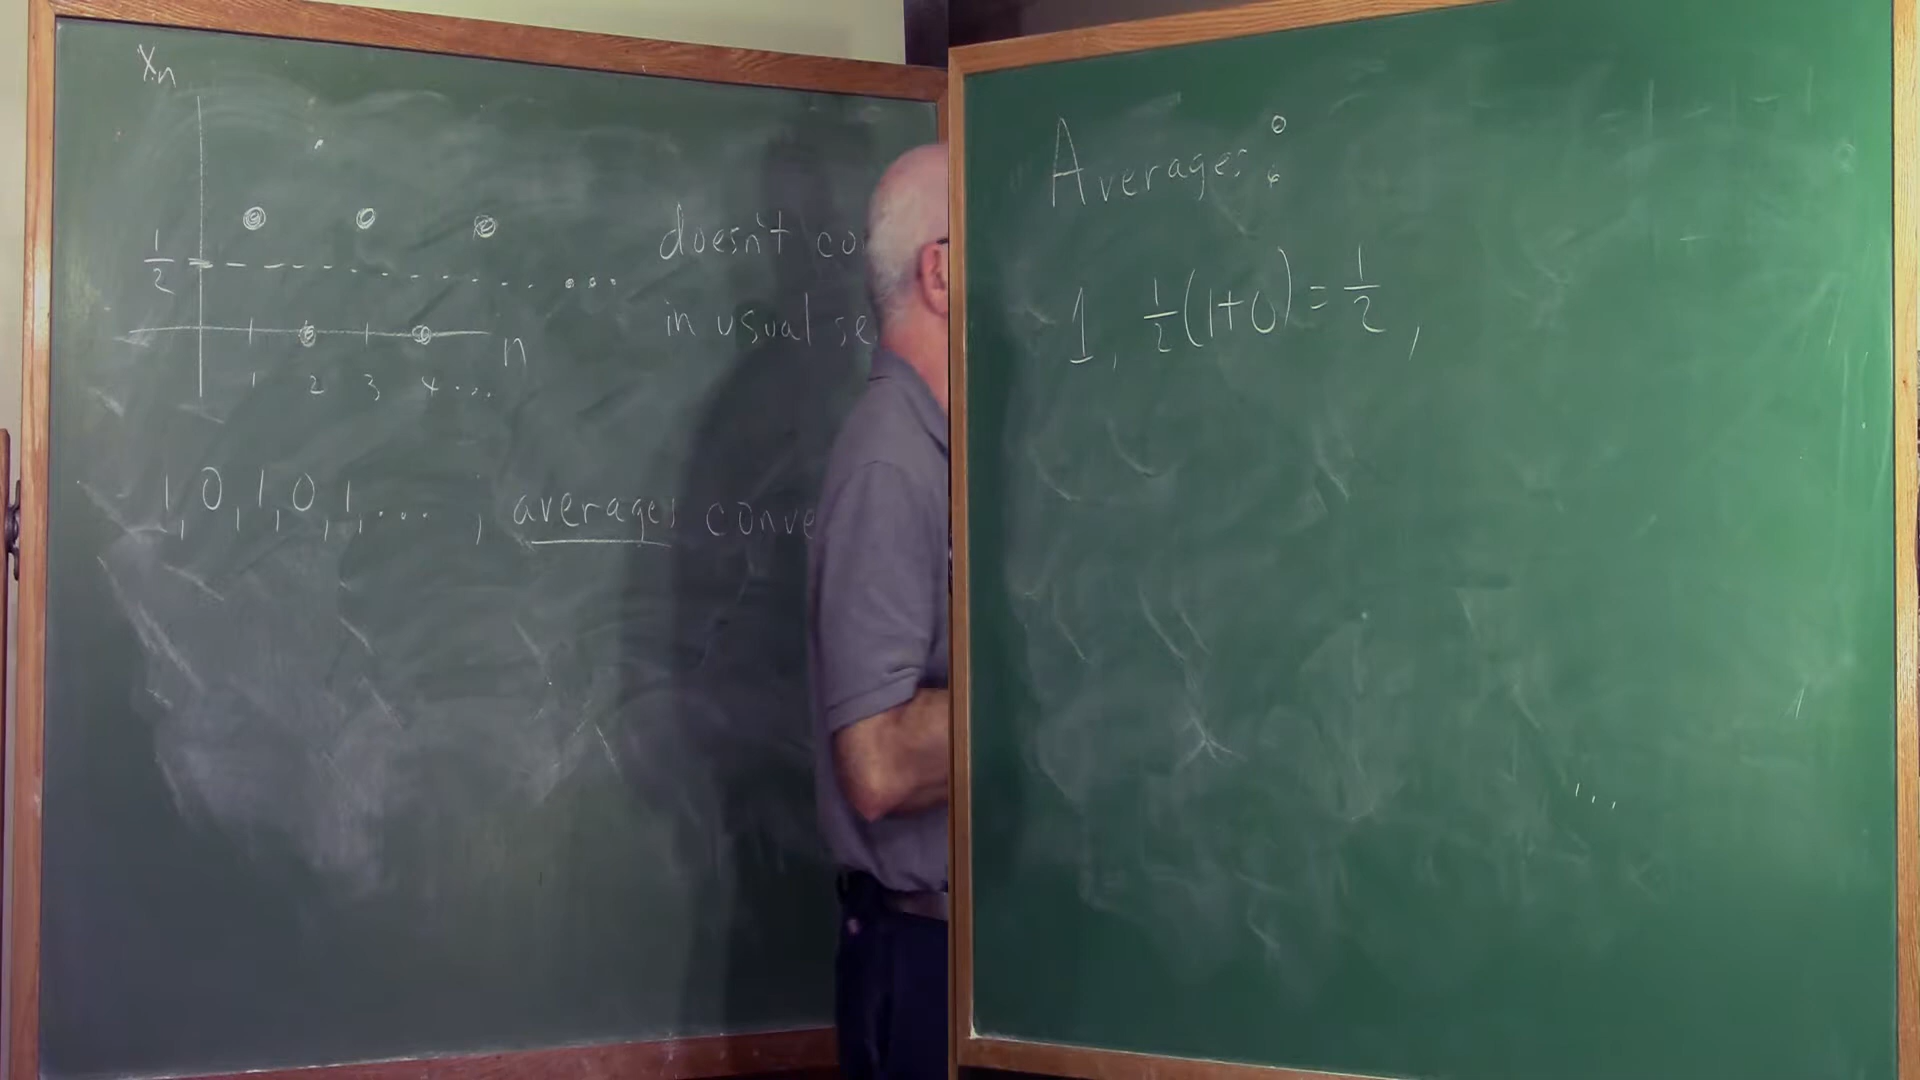 xₙ
1/2
doesn't co
in usual se
n
1 2 3 4 ...
1, 0, 1, 0, 1, ... , averages conve
Averages:
1, 1/2(1+0) = 1/2,